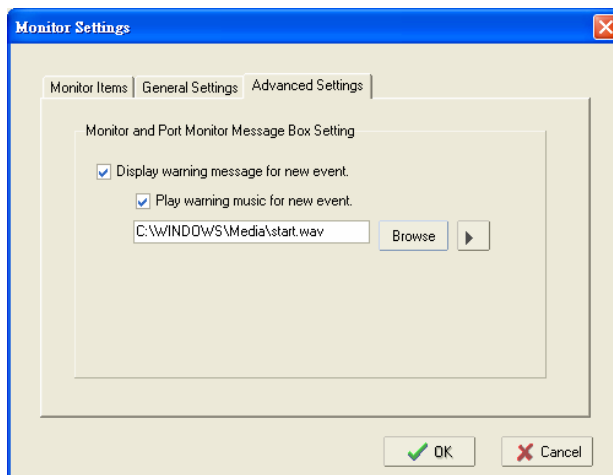 Monitor Settings
Monitor Items General Settings Advanced Settings
Monitor and Port Monitor Message Box Setting
Display warning message for new event.
Play warning music for new event.
C:\WINDOWS\Media\start.wav Browse
OK Cancel